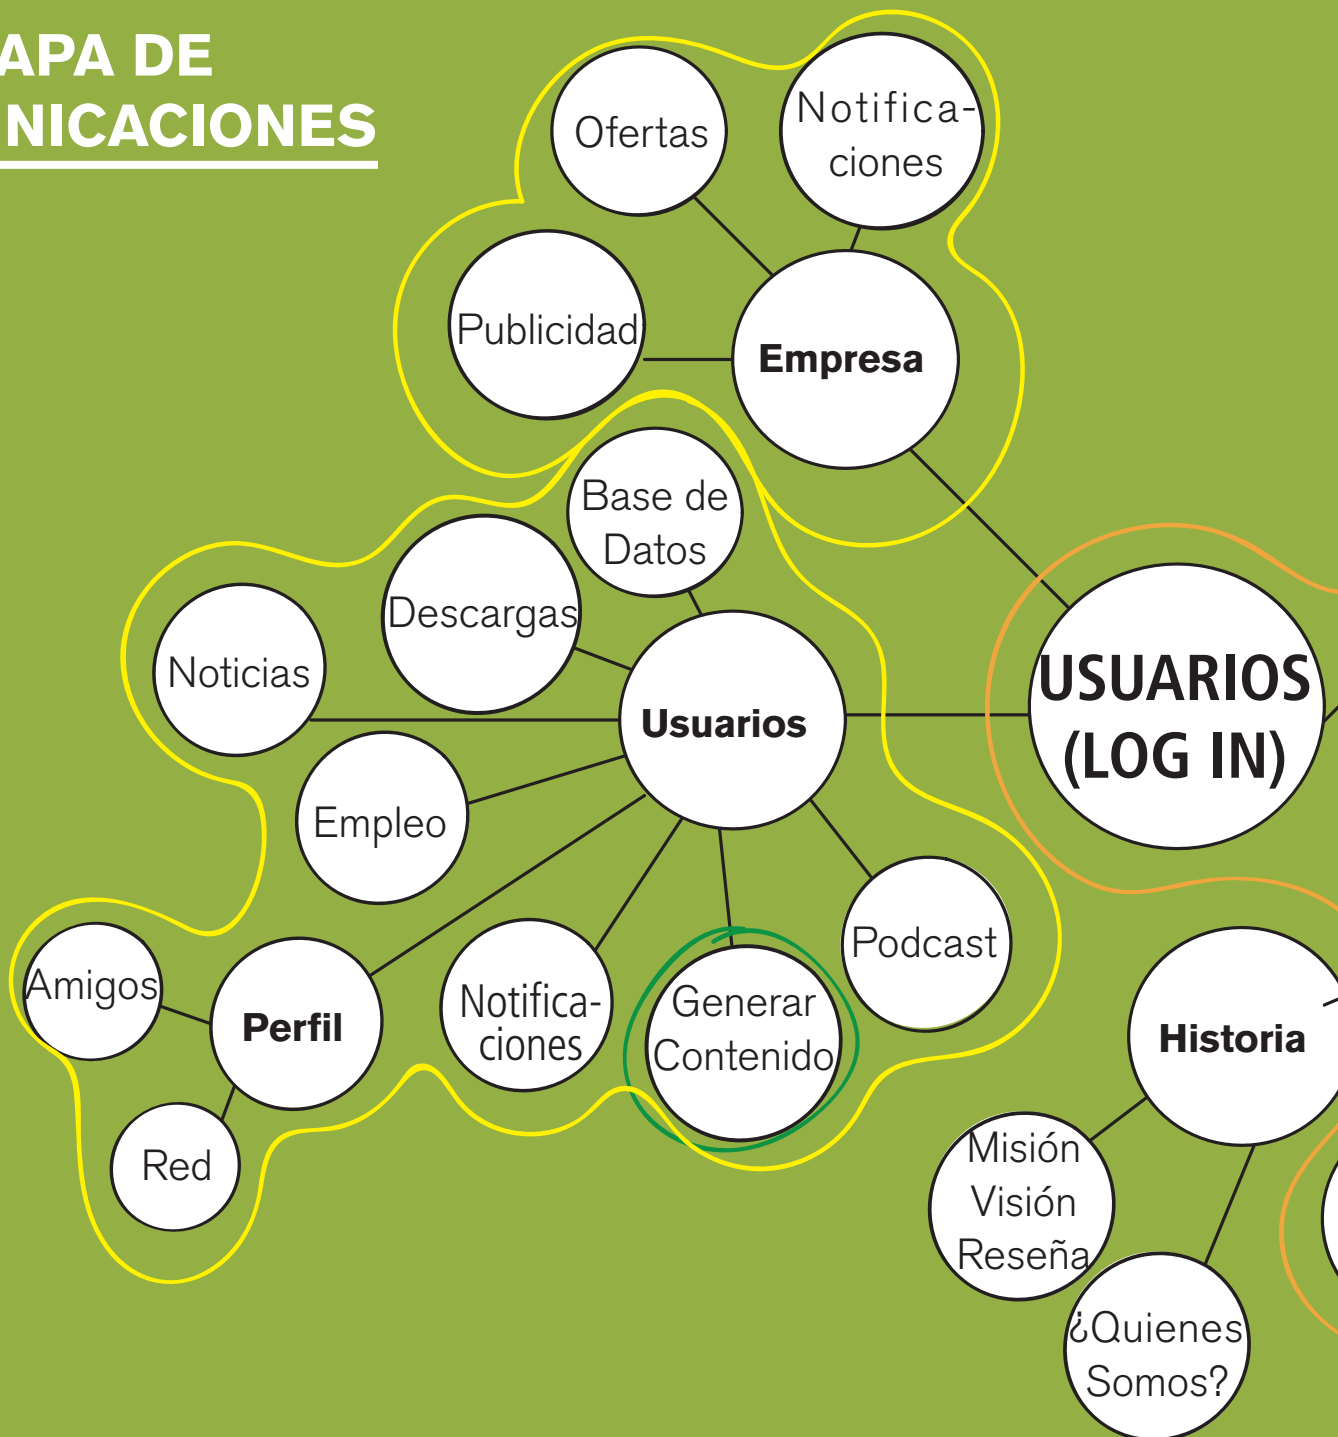 APA DE
NICACIONES
Ofertas
Notifica-
ciones
Publicidad
Empresa
Base de
Datos
Descargas
Noticias
Usuarios
USUARIOS
(LOG IN)
Empleo
Podcast
Amigos
Perfil
Notifica-
ciones
Generar
Contenido
Historia
Red
Misión
Visión
Reseña
¿Quienes
Somos?